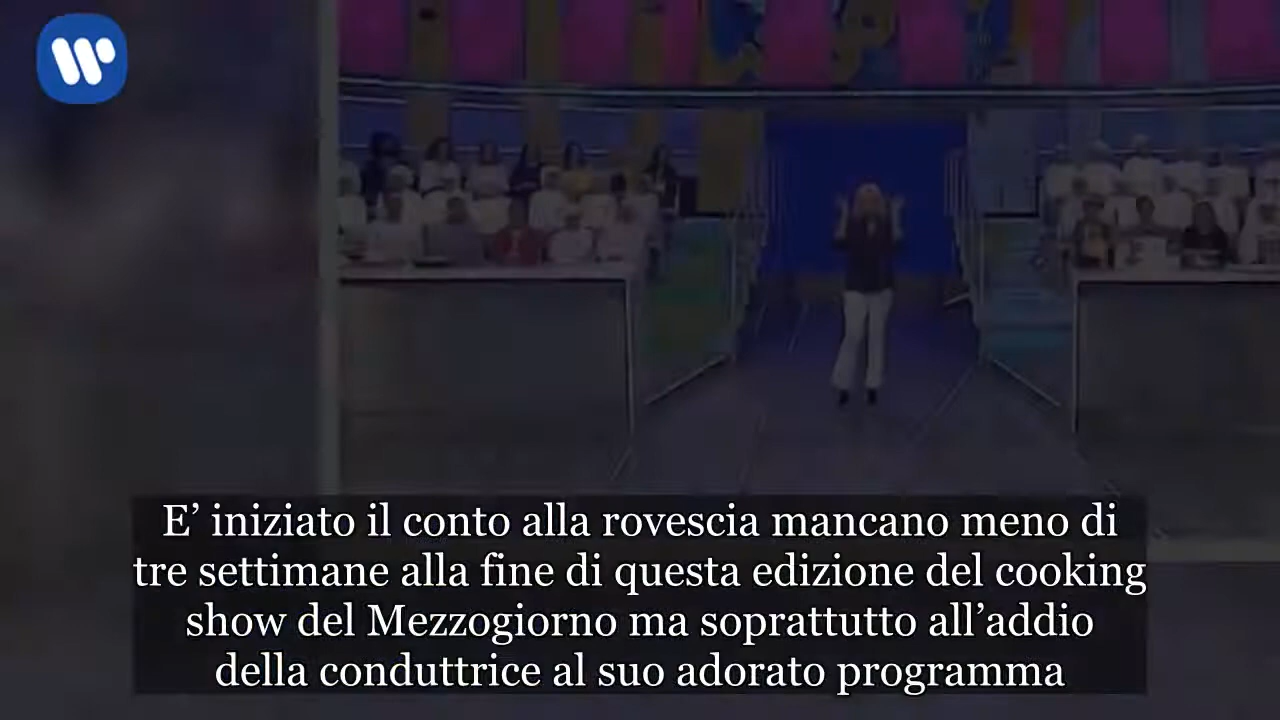 E’ iniziato il conto alla rovescia mancano meno di
tre settimane alla fine di questa edizione del cooking
show del Mezzogiorno ma soprattutto all’addio
della conduttrice al suo adorato programma